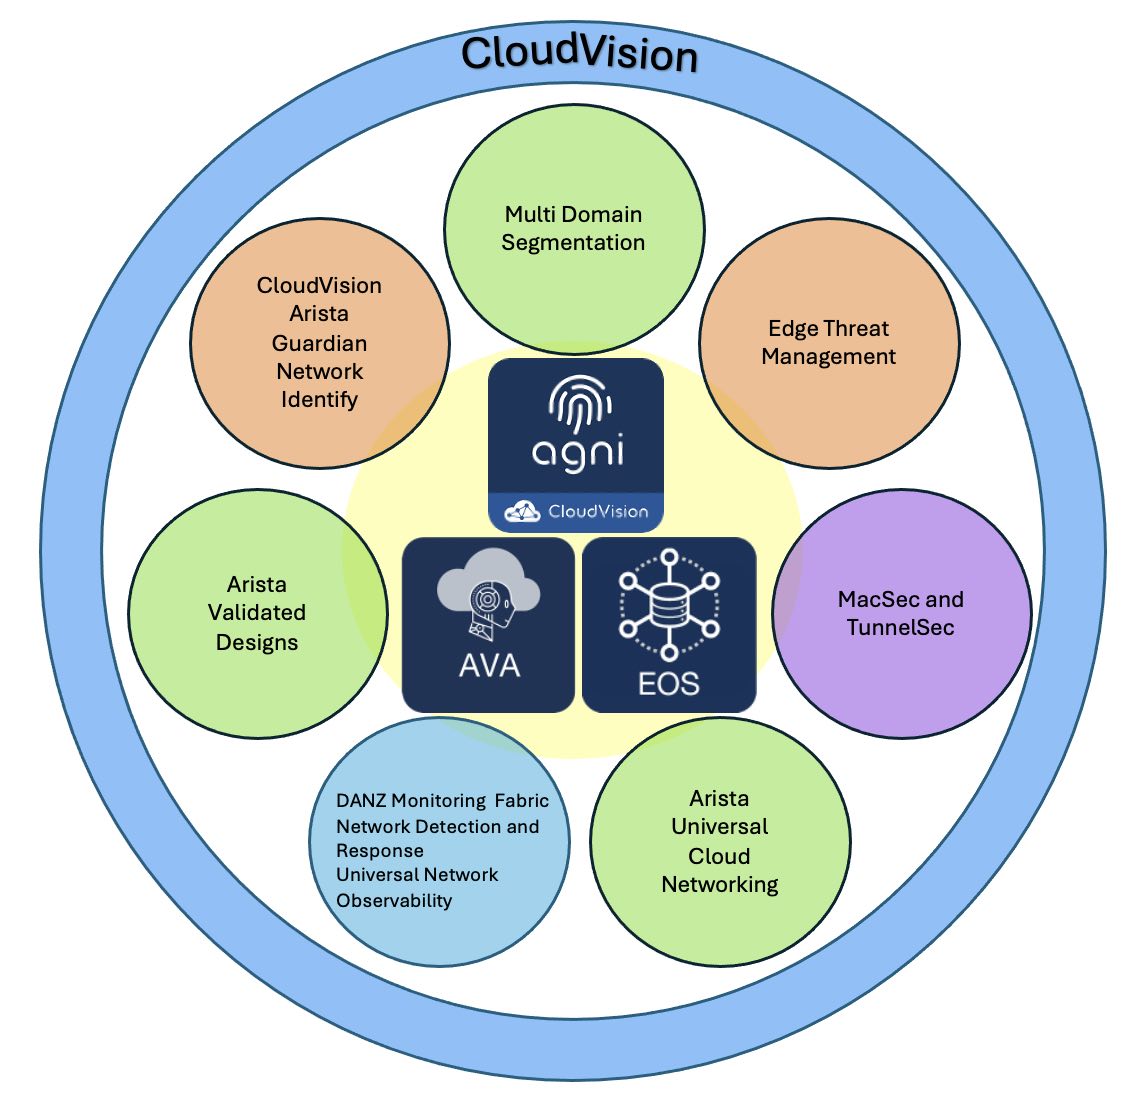 CloudVision
Multi Domain
Segmentation
CloudVision
Arista
Guardian
Network
Identify
Edge Threat
Management
agni
CloudVision
Arista
Validated
Designs
AVA
EOS
MacSec and
TunnelSec
DANZ Monitoring  Fabric
Network Detection and
Response
Universal Network
Observability
Arista
Universal
Cloud
Networking